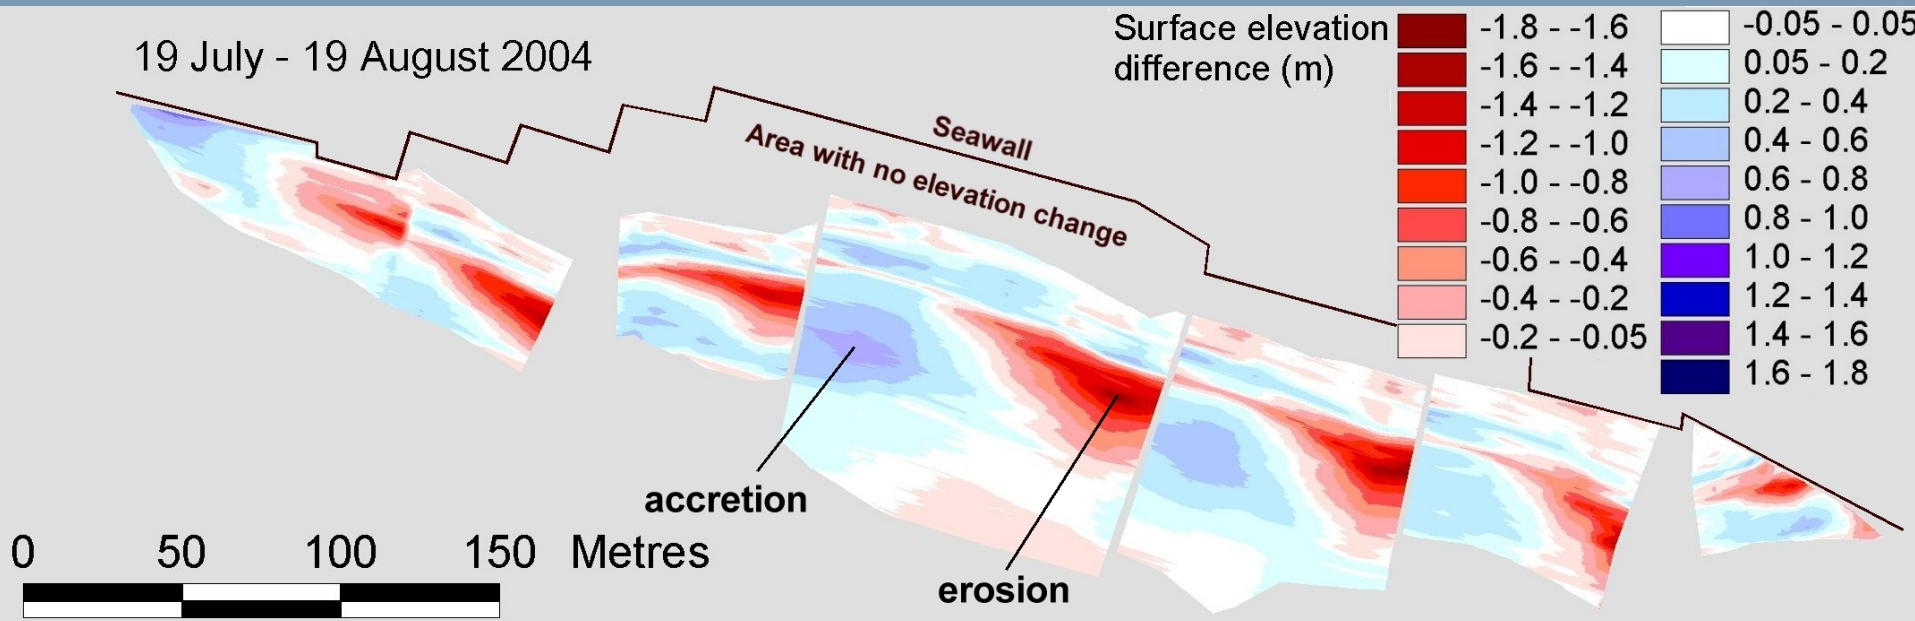 19 July - 19 August 2004
Surface elevation
difference (m)
-1.8 - -1.6
-1.6 - -1.4
-1.4 - -1.2
-1.2 - -1.0
-1.0 - -0.8
-0.8 - -0.6
-0.6 - -0.4
-0.4 - -0.2
-0.2 - -0.05
-0.05 - 0.05
0.05 - 0.2
0.2 - 0.4
0.4 - 0.6
0.6 - 0.8
0.8 - 1.0
1.0 - 1.2
1.2 - 1.4
1.4 - 1.6
1.6 - 1.8
Seawall
Area with no elevation change
accretion
erosion
0 50 100 150 Metres